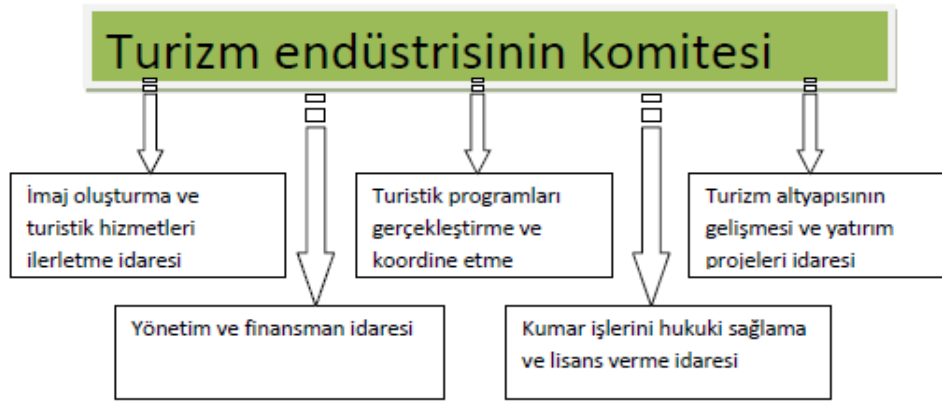 Turizm endüstrisinin komitesi
İmaj oluşturma ve
turistik hizmetleri
ilerletme idaresi
Turistik programları
gerçekleştirme ve
koordine etme
Turizm altyapısının
gelişmesi ve yatırım
projeleri idaresi
Yönetim ve finansman idaresi
Kumar işlerini hukuki sağlama
ve lisans verme idaresi